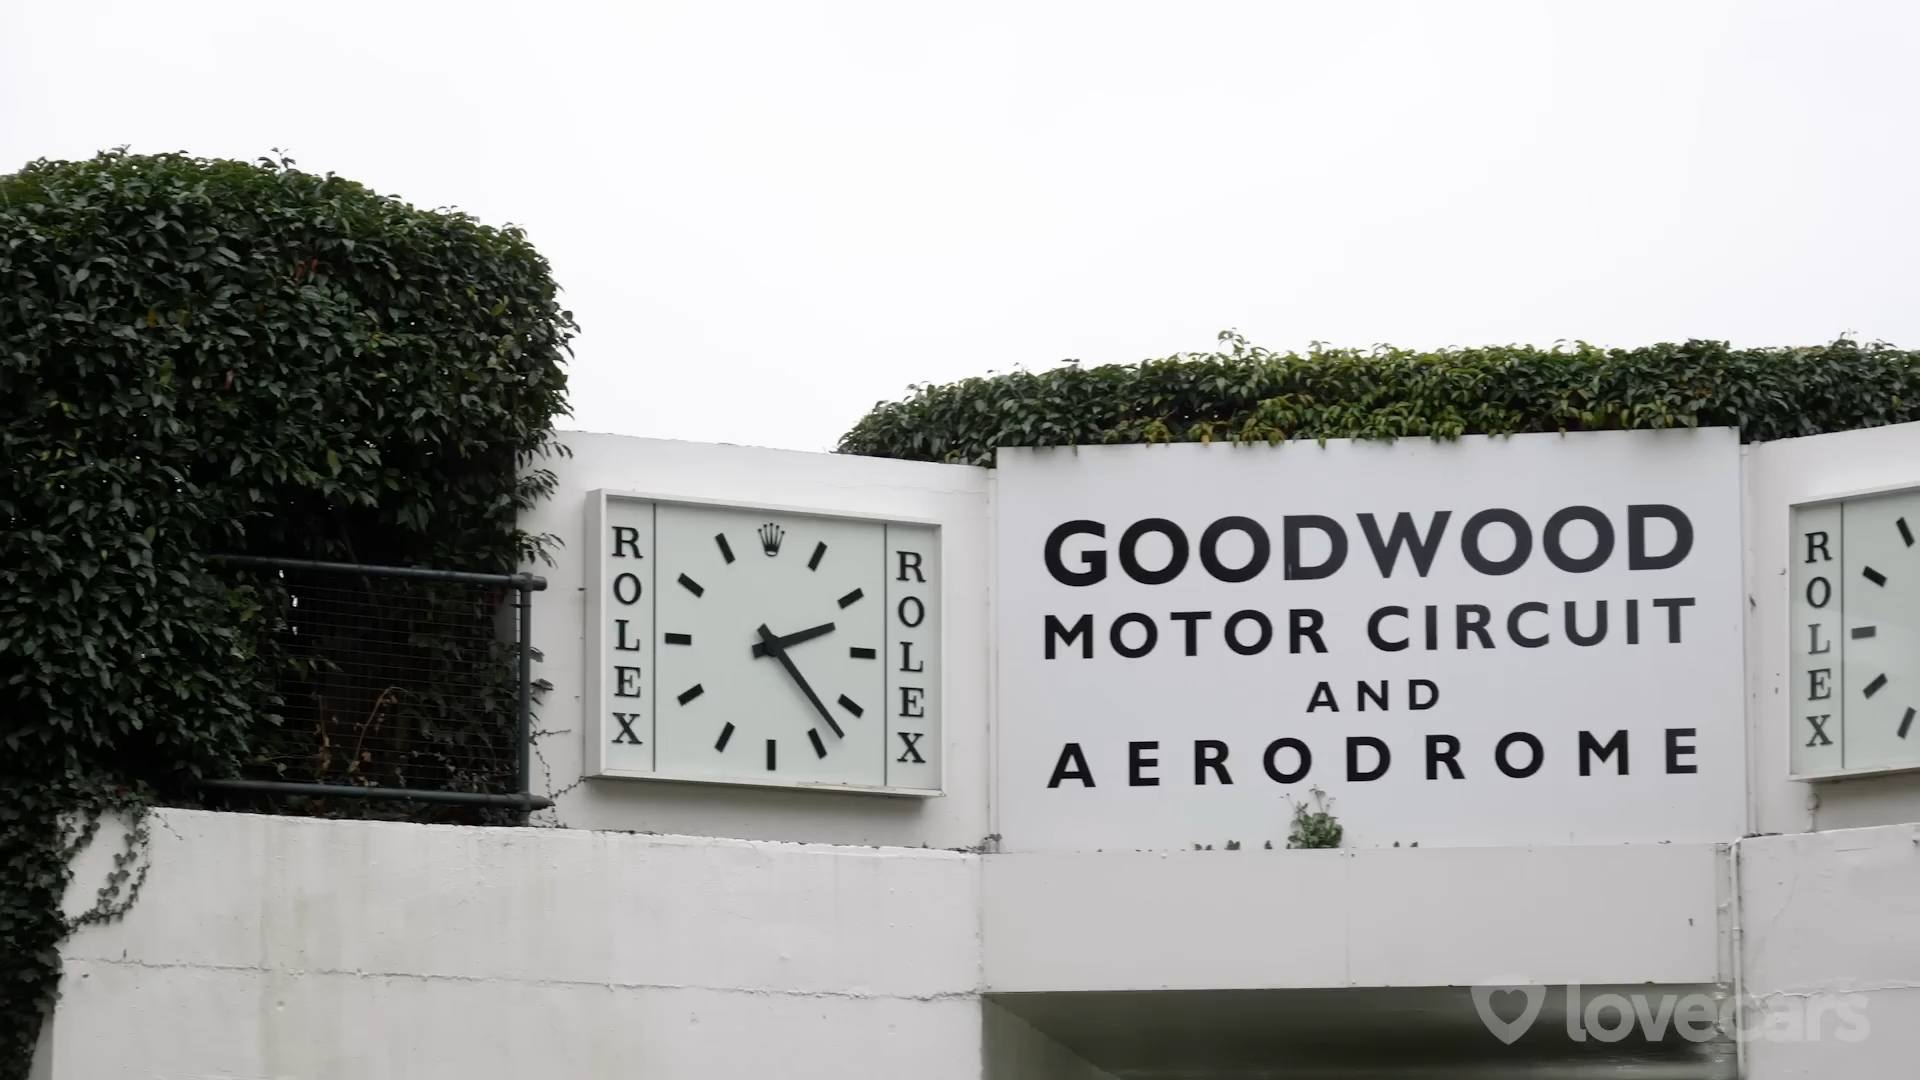 ROLEX
ROLEX
GOODWOOD
MOTOR CIRCUIT
AND
AERODROME
ROLEX
lovecars